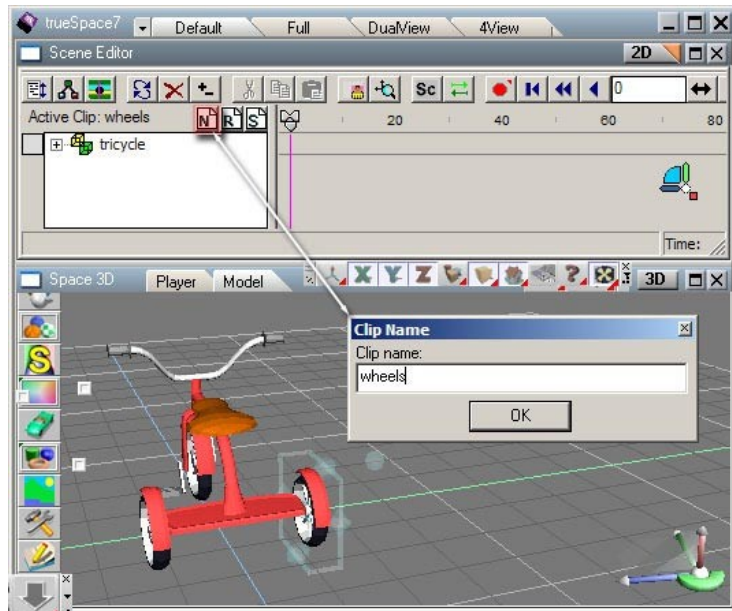 trueSpace7 Default Full DualView 4View
Scene Editor 2D
Sc 0
Active Clip: wheels N R S 20 40 60 80
tricycle
Time:
Space 3D Player Model X Y Z 3D
Clip Name
Clip name:
S
wheels
OK